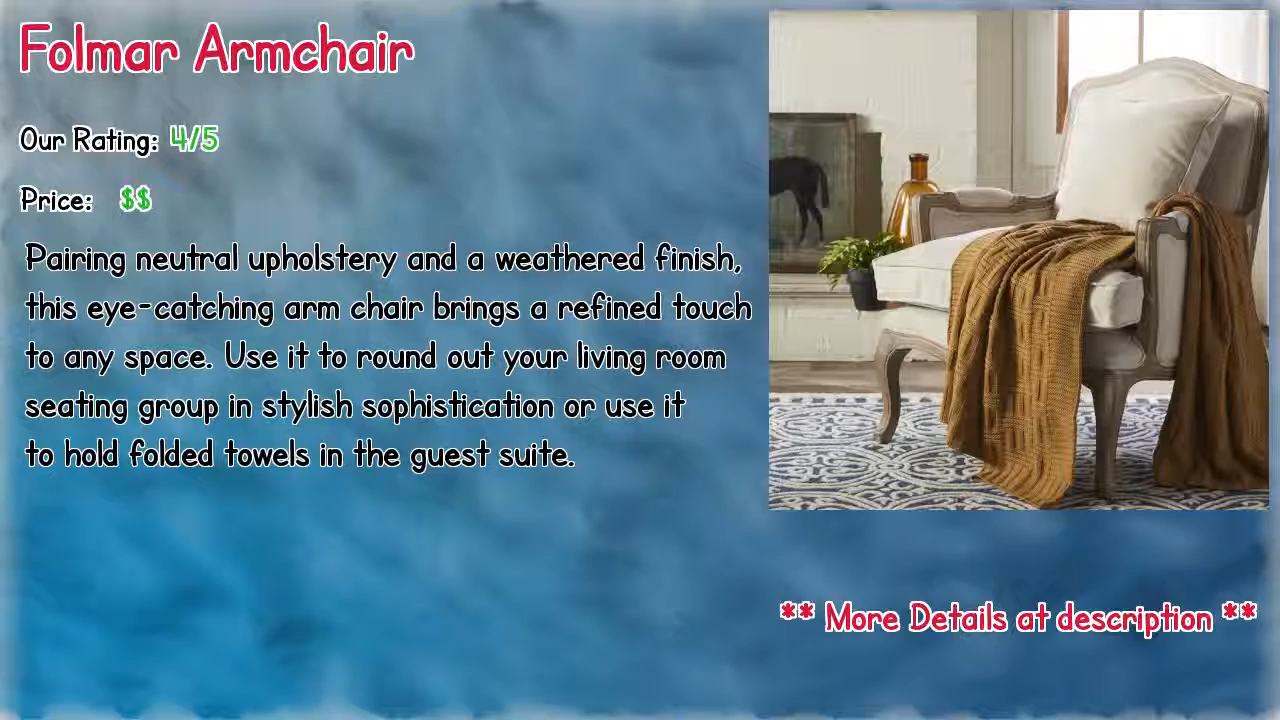 Folmar Armchair
Our Rating: 4/5
Price: $$
Pairing neutral upholstery and a weathered finish,
this eye-catching arm chair brings a refined touch
to any space. Use it to round out your living room
seating group in stylish sophistication or use it
to hold folded towels in the guest suite.
** More Details at description **